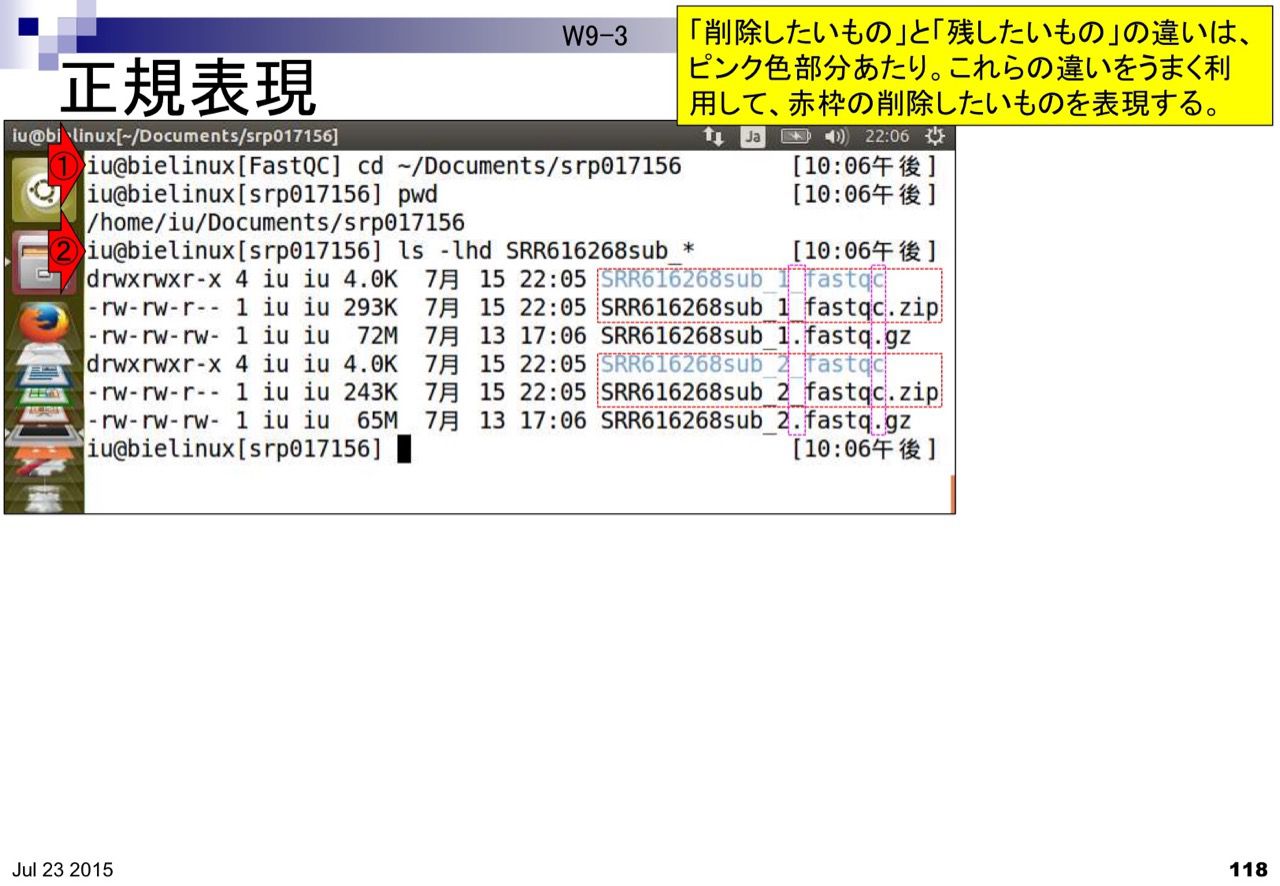 W9-3
「削除したいもの」と「残したいもの」の違いは、
ピンク色部分あたり。これらの違いをうまく利
用して、赤枠の削除したいものを表現する。
正規表現
iu@bielinux[~/Documents/srp017156] Ja 22:06
① iu@bielinux[FastQC] cd ~/Documents/srp017156 [10:06午後]
iu@bielinux[srp017156] pwd [10:06午後]
/home/iu/Documents/srp017156
② iu@bielinux[srp017156] ls -lhd SRR616268sub_* [10:06午後]
drwxrwxr-x 4 iu iu 4.0K 7月 15 22:05 SRR616268sub_1_fastqc
-rw-rw-r-- 1 iu iu 293K 7月 15 22:05 SRR616268sub_1_fastqc.zip
-rw-rw-rw- 1 iu iu 72M 7月 13 17:06 SRR616268sub_1.fastq.gz
drwxrwxr-x 4 iu iu 4.0K 7月 15 22:05 SRR616268sub_2_fastqc
-rw-rw-r-- 1 iu iu 243K 7月 15 22:05 SRR616268sub_2_fastqc.zip
-rw-rw-rw- 1 iu iu 65M 7月 13 17:06 SRR616268sub_2.fastq.gz
iu@bielinux[srp017156] [10:06午後]
Jul 23 2015
118